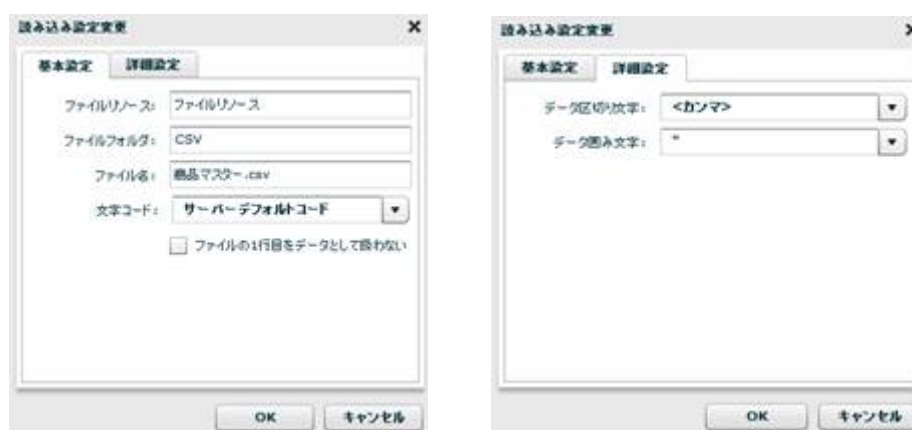 読み込み設定変更
基本設定 詳細設定
ファイルリソース: ファイルリソース
ファイルフォルダ: CSV
ファイル名: 商品マスター.csv
文字コード: サーバーデフォルトコード
ファイルの1行目をデータとして扱わない
OK キャンセル
読み込み設定変更
基本設定 詳細設定
データ区切り文字: <カンマ>
データ囲み文字: "
OK キャンセル